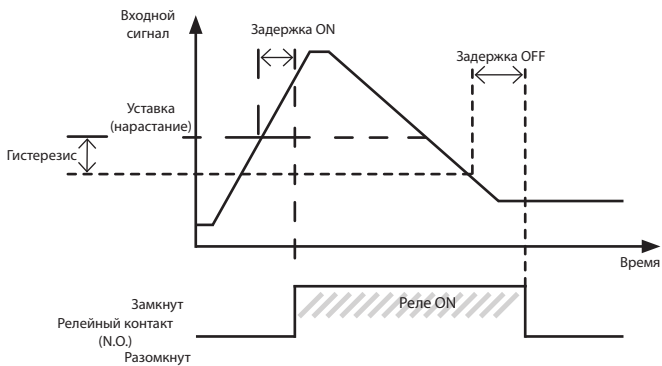 Входной
сигнал
Задержка ON
Задержка OFF
Уставка
(нарастание)
Гистерезис
Время
Замкнут
Реле ON
Релейный контакт
(N.O.)
Разомкнут